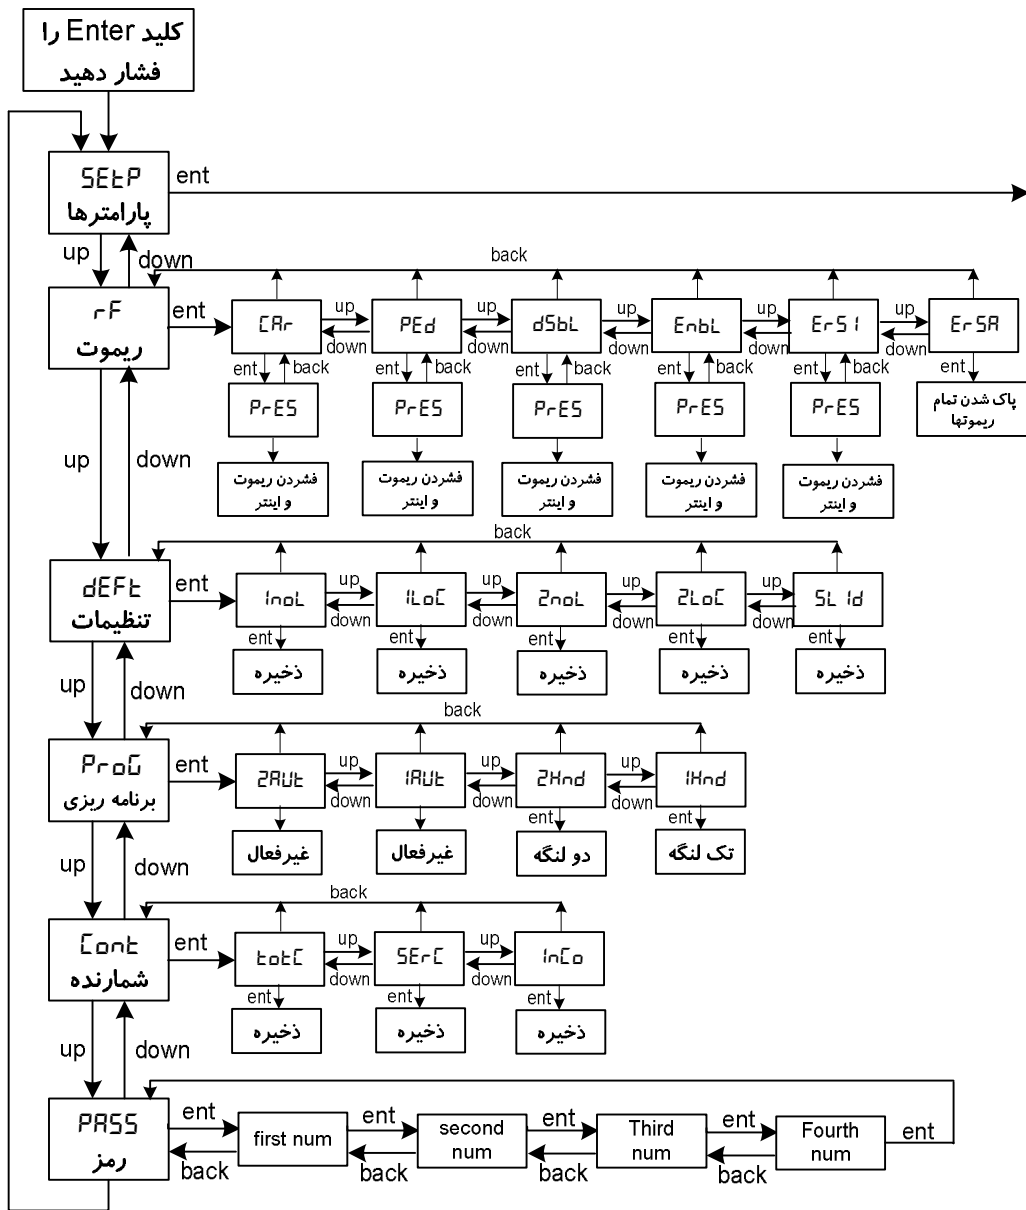 کلید Enter را
فشار دهید
SEtP
ent
پارامترها
up
down
back
rF
ent
CAr
up
down
PEd
up
down
dSbL
up
down
EnbL
up
down
ErS1
up
down
ErSA
ریموت
ent
back
ent
back
ent
back
ent
back
ent
back
ent
PrES
PrES
PrES
PrES
PrES
پاک شدن تمام
ریموتها
up
down
فشردن ریموت
و اینتر
فشردن ریموت
و اینتر
فشردن ریموت
و اینتر
فشردن ریموت
و اینتر
فشردن ریموت
و اینتر
back
dEFt
ent
1noL
up
down
1LoC
up
down
2noL
up
down
2LoC
up
down
SL1d
تنظیمات
ent
ent
ent
ent
ent
ذخیره
ذخیره
ذخیره
ذخیره
ذخیره
up
down
back
ProG
ent
2AUt
up
down
1AUt
up
down
2Hnd
up
down
1Hnd
برنامه ریزی
ent
ent
ent
ent
غیرفعال
غیرفعال
دو لنگه
تک لنگه
up
down
back
Cont
ent
totC
up
down
SErC
up
down
1nCo
شمارنده
ent
ent
ent
ذخیره
ذخیره
ذخیره
up
down
PASS
رمز
ent
back
first num
ent
back
second
num
ent
back
Third
num
ent
back
Fourth
num
ent